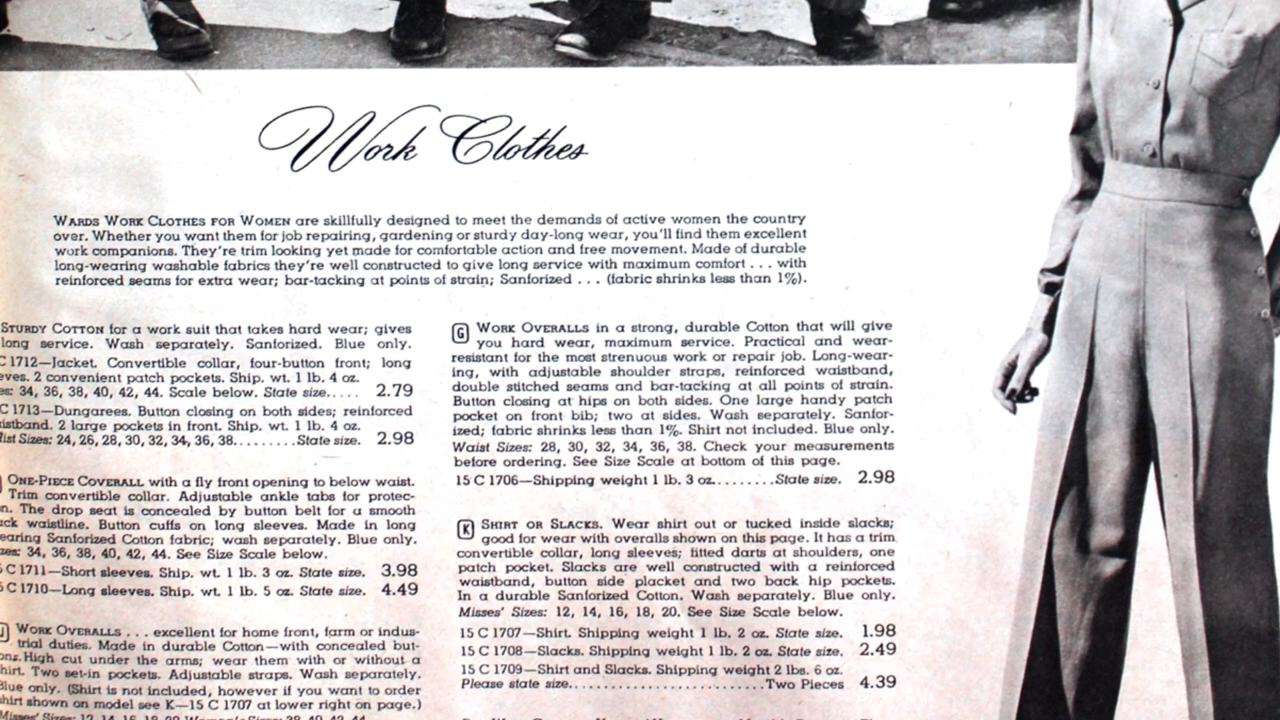 Work Clothes
WARDS WORK CLOTHES FOR WOMEN are skillfully designed to meet the demands of active women the country
over. Whether you want them for job repairing, gardening or sturdy day-long wear, you'll find them excellent
work companions. They're trim looking yet made for comfortable action and free movement. Made of durable
long-wearing washable fabrics they're well constructed to give long service with maximum comfort . . . with
reinforced seams for extra wear; bar-tacking at points of strain; Sanforized . . . (fabric shrinks less than 1%).
STURDY COTTON for a work suit that takes hard wear; gives
long service. Wash separately. Sanforized. Blue only.
C 1712—Jacket. Convertible collar, four-button front; long
eves. 2 convenient patch pockets. Ship. wt. 1 lb. 4 oz.
es: 34, 36, 38, 40, 42, 44. Scale below. State size..... 2.79
C 1713—Dungarees. Button closing on both sides; reinforced
istband. 2 large pockets in front. Ship. wt. 1 lb. 4 oz.
ist Sizes: 24, 26, 28, 30, 32, 34, 36, 38.........State size. 2.98
ONE-PIECE COVERALL with a fly front opening to below waist.
Trim convertible collar. Adjustable ankle tabs for protec-
n. The drop seat is concealed by button belt for a smooth
ck waistline. Button cuffs on long sleeves. Made in long
earing Sanforized Cotton fabric; wash separately. Blue only.
zes: 34, 36, 38, 40, 42, 44. See Size Scale below.
C 1711—Short sleeves. Ship. wt. 1 lb. 3 oz. State size. 3.98
5 C 1710—Long sleeves. Ship. wt. 1 lb. 5 oz. State size. 4.49
J WORK OVERALLS . . . excellent for home front, farm or indus-
trial duties. Made in durable Cotton—with concealed but-
ons. High cut under the arms; wear them with or without a
hirt. Two set-in pockets. Adjustable straps. Wash separately.
Blue only. (Shirt is not included, however if you want to order
shirt shown on model see K—15 C 1707 at lower right on page.)
Misses' Sizes: 12, 14, 16, 18, 20. Women's Sizes: 38, 40, 42, 44.
G WORK OVERALLS in a strong, durable Cotton that will give
you hard wear, maximum service. Practical and wear-
resistant for the most strenuous work or repair job. Long-wear-
ing, with adjustable shoulder straps, reinforced waistband,
double stitched seams and bar-tacking at all points of strain.
Button closing at hips on both sides. One large handy patch
pocket on front bib; two at sides. Wash separately. Sanfor-
ized; fabric shrinks less than 1%. Shirt not included. Blue only.
Waist Sizes: 28, 30, 32, 34, 36, 38. Check your measurements
before ordering. See Size Scale at bottom of this page.
15 C 1706—Shipping weight 1 lb. 3 oz........State size. 2.98
K SHIRT OR SLACKS. Wear shirt out or tucked inside slacks;
good for wear with overalls shown on this page. It has a trim
convertible collar, long sleeves; fitted darts at shoulders, one
patch pocket. Slacks are well constructed with a reinforced
waistband, button side placket and two back hip pockets.
In a durable Sanforized Cotton. Wash separately. Blue only.
Misses' Sizes: 12, 14, 16, 18, 20. See Size Scale below.
15 C 1707—Shirt. Shipping weight 1 lb. 2 oz. State size. 1.98
15 C 1708—Slacks. Shipping weight 1 lb. 2 oz. State size. 2.49
15 C 1709—Shirt and Slacks. Shipping weight 2 lbs. 6 oz.
Please state size.............................Two Pieces 4.39